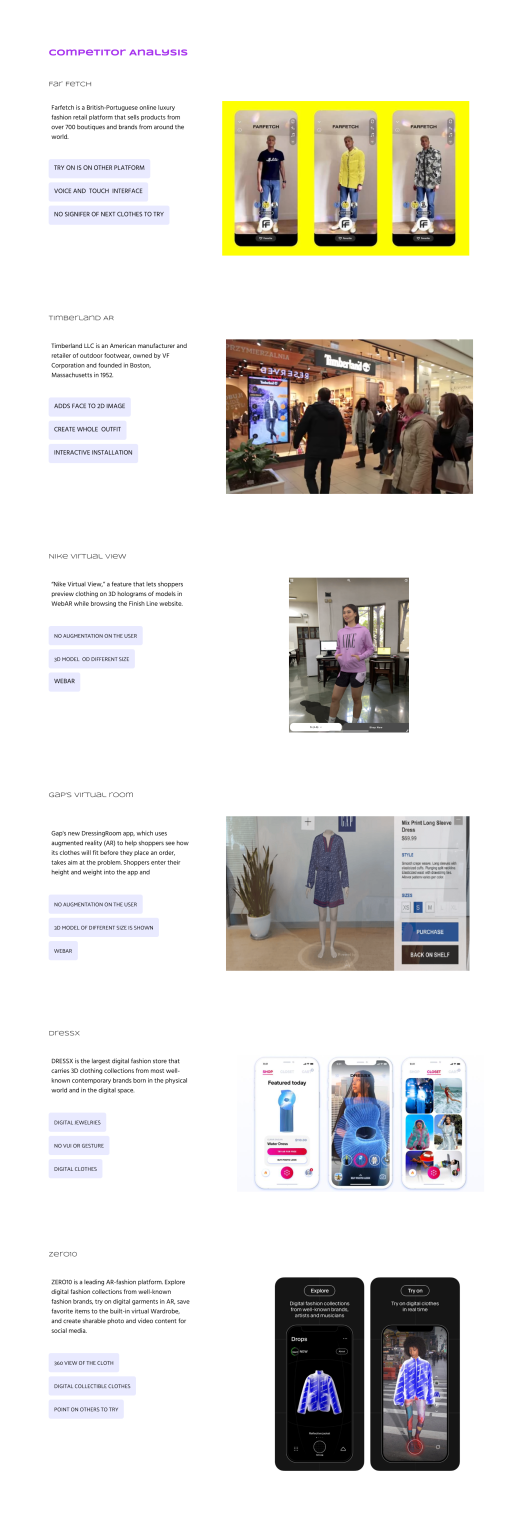 Competitor Analysis
Far Fetch
Farfetch is a British-Portuguese online luxury
fashion retail platform that sells products from
over 700 boutiques and brands from around the
world.
TRY ON IS ON OTHER PLATFORM
VOICE AND TOUCH INTERFACE
NO SIGNIFER OF NEXT CLOTHES TO TRY
FARFETCH
FARFETCH
FARFETCH
Timberland AR
Timberland LLC is an American manufacturer and
retailer of outdoor footwear, owned by VF
Corporation and founded in Boston,
Massachusetts in 1952.
ADDS FACE TO 2D IMAGE
CREATE WHOLE OUTFIT
INTERACTIVE INSTALLATION
PRZYMIERZALNIA
RESERVED
Timberland
Timberland
Nike Virtual View
"Nike Virtual View," a feature that lets shoppers
preview clothing on 3D holograms of models in
WebAR while browsing the Finish Line website.
NO AUGMENTATION ON THE USER
3D MODEL OD DIFFERENT SIZE
WEBAR
NIKE
Gap's Virtual Room
Gap's new DressingRoom app, which uses
augmented reality (AR) to help shoppers see how
its clothes will fit before they place an order,
takes aim at the problem. Shoppers enter their
height and weight into the app and
NO AUGMENTATION ON THE USER
3D MODEL OF DIFFERENT SIZE IS SHOWN
WEBAR
GAP
Mix Print Long Sleeve
Dress
$69.99
STYLE
SIZES
XS S M
PURCHASE
BACK ON SHELF
DressX
DRESSX is the largest digital fashion store that
carries 3D clothing collections from most well-
known contemporary brands born in the physical
world and in the digital space.
DIGITAL JEWELRIES
NO VUI OR GESTURE
DIGITAL CLOTHES
SHOP
Featured today
Water Dress
DRESSX
CLOSET
Zero10
ZERO10 is a leading AR-fashion platform. Explore
digital fashion collections from well-known
fashion brands, try on digital garments in AR, save
favorite items to the built-in virtual Wardrobe,
and create sharable photo and video content for
social media.
360 VIEW OF THE CLOTH
DIGITAL COLLECTIBLE CLOTHES
POINT ON OTHERS TO TRY
Explore
Digital fashion collections
from well-known brands,
artists and musicians
Drops
NEW
Try on
Try on digital clothes
in real time